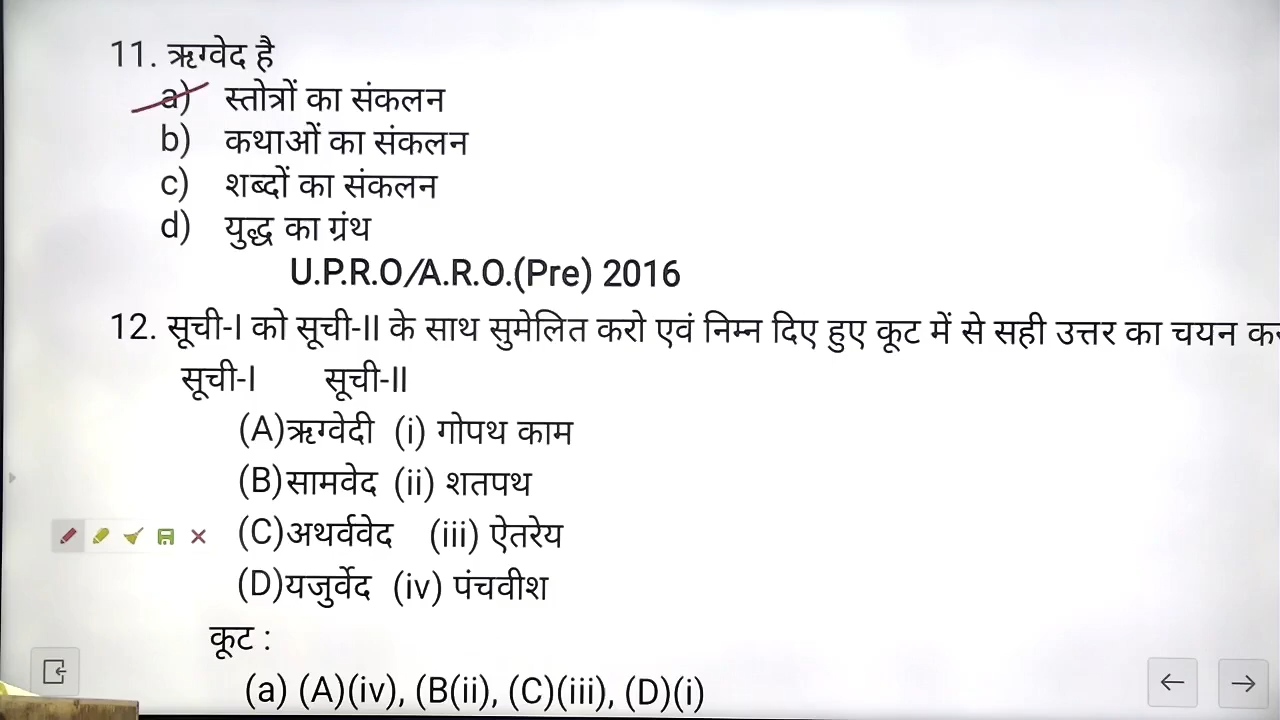 11. ऋग्वेद है
a) स्तोत्रों का संकलन
b) कथाओं का संकलन
c) शब्दों का संकलन
d) युद्ध का ग्रंथ
U.P.R.O/A.R.O.(Pre) 2016
12. सूची-I को सूची-II के साथ सुमेलित करो एवं निम्न दिए हुए कूट में से सही उत्तर का चयन
सूची-I सूची-II
(A)ऋग्वेदी (i) गोपथ काम
(B)सामवेद (ii) शतपथ
(C)अथर्ववेद (iii) ऐतरेय
(D)यजुर्वेद (iv) पंचवीश
कूट :
(a) (A)(iv), (B(ii), (C)(iii), (D)(i)